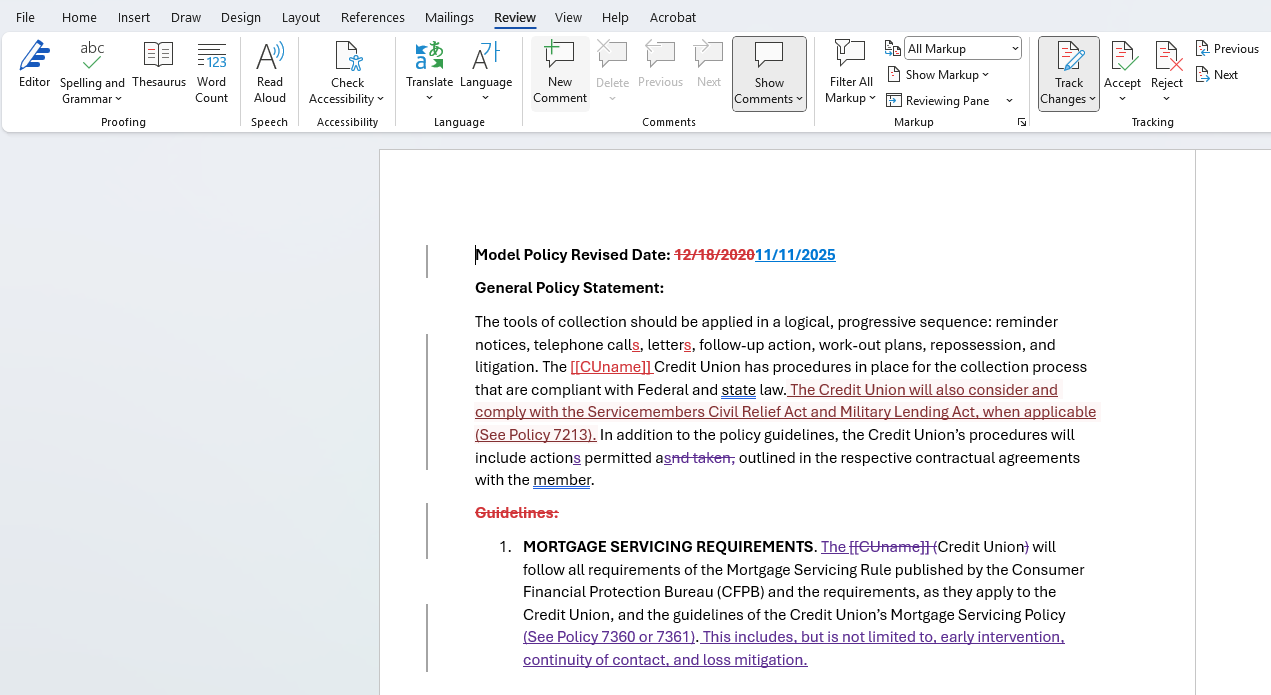 File Home Insert Draw Design Layout References Mailings Review View Help Acrobat
Editor
Spelling and Grammar
Thesaurus
Word Count
Proofing
Read Aloud
Speech
Check Accessibility
Accessibility
Translate
Language
Language
New Comment
Delete
Previous
Next
Show Comments
Comments
Filter All Markup
All Markup
Show Markup
Reviewing Pane
Markup
Track Changes
Accept
Reject
Previous
Next
Tracking
Model Policy Revised Date: 12/18/202011/11/2025
General Policy Statement:
The tools of collection should be applied in a logical, progressive sequence: reminder
notices, telephone calls, letters, follow-up action, work-out plans, repossession, and
litigation. The [[CUname]] Credit Union has procedures in place for the collection process
that are compliant with Federal and state law. The Credit Union will also consider and
comply with the Servicemembers Civil Relief Act and Military Lending Act, when applicable
(See Policy 7213). In addition to the policy guidelines, the Credit Union’s procedures will
include actions permitted asnd taken, outlined in the respective contractual agreements
with the member.
Guidelines:
1. MORTGAGE SERVICING REQUIREMENTS. The [[CUname]] (Credit Union) will
follow all requirements of the Mortgage Servicing Rule published by the Consumer
Financial Protection Bureau (CFPB) and the requirements, as they apply to the
Credit Union, and the guidelines of the Credit Union’s Mortgage Servicing Policy
(See Policy 7360 or 7361). This includes, but is not limited to, early intervention,
continuity of contact, and loss mitigation.